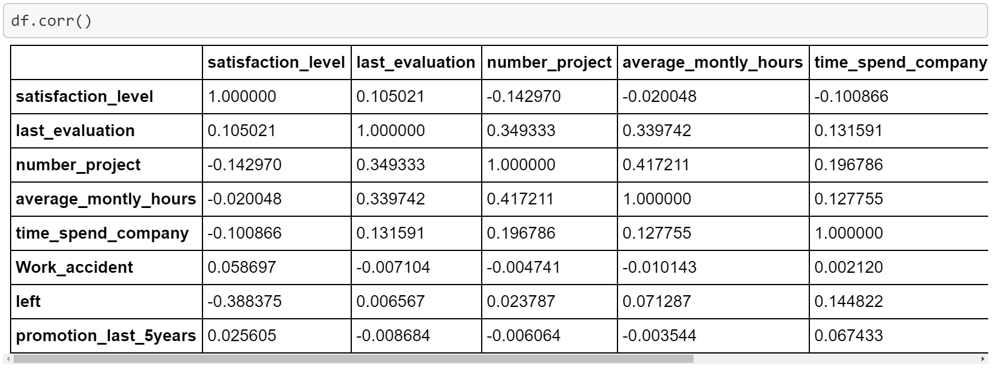 df.corr()
satisfaction_level last_evaluation number_project average_montly_hours time_spend_company
satisfaction_level 1.000000 0.105021 -0.142970 -0.020048 -0.100866
last_evaluation 0.105021 1.000000 0.349333 0.339742 0.131591
number_project -0.142970 0.349333 1.000000 0.417211 0.196786
average_montly_hours -0.020048 0.339742 0.417211 1.000000 0.127755
time_spend_company -0.100866 0.131591 0.196786 0.127755 1.000000
Work_accident 0.058697 -0.007104 -0.004741 -0.010143 0.002120
left -0.388375 0.006567 0.023787 0.071287 0.144822
promotion_last_5years 0.025605 -0.008684 -0.006064 -0.003544 0.067433